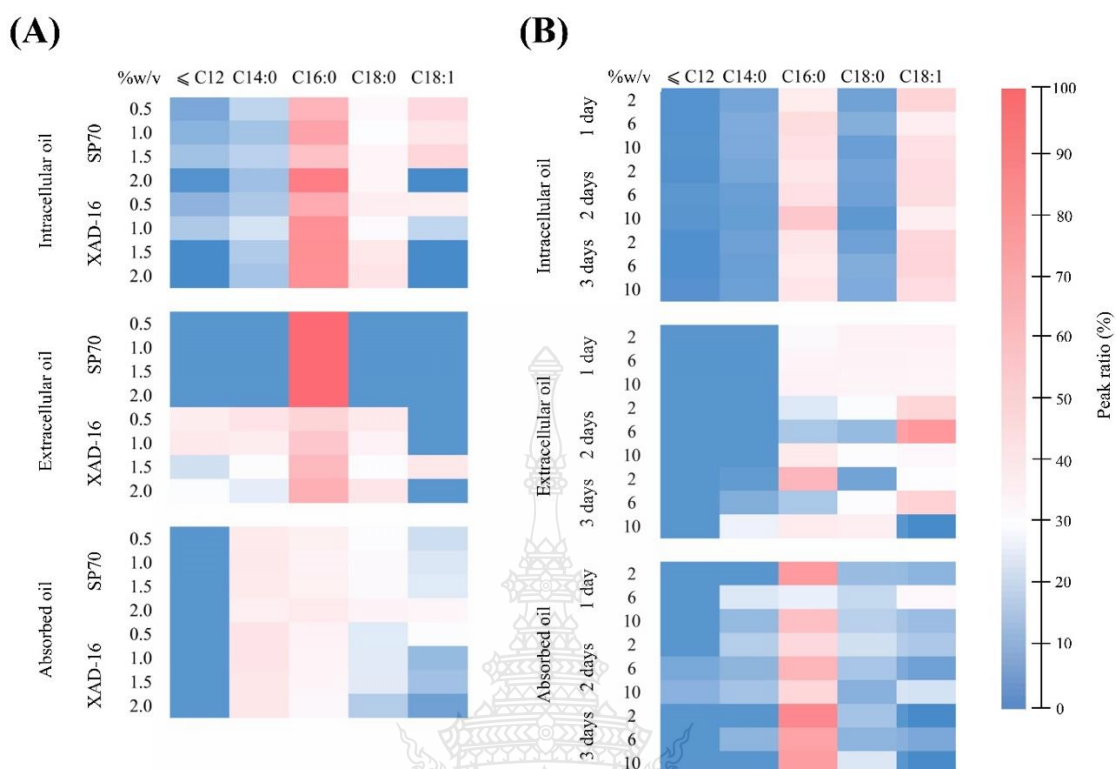 (A)
%w/v ⩽ C12 C14:0 C16:0 C18:0 C18:1
Intracellular oil
SP70
0.5
1.0
1.5
2.0
XAD-16
0.5
1.0
1.5
2.0
Extracellular oil
SP70
0.5
1.0
1.5
2.0
XAD-16
0.5
1.0
1.5
2.0
Absorbed oil
SP70
0.5
1.0
1.5
2.0
XAD-16
0.5
1.0
1.5
2.0
(B)
%w/v ⩽ C12 C14:0 C16:0 C18:0 C18:1
Intracellular oil
1 day
2
6
10
2 days
2
6
10
3 days
2
6
10
Extracellular oil
1 day
2
6
10
2 days
2
6
10
3 days
2
6
10
Absorbed oil
1 day
2
6
10
2 days
2
6
10
3 days
2
6
10
100
90
80
70
60
50
40
30
20
10
0
Peak ratio (%)